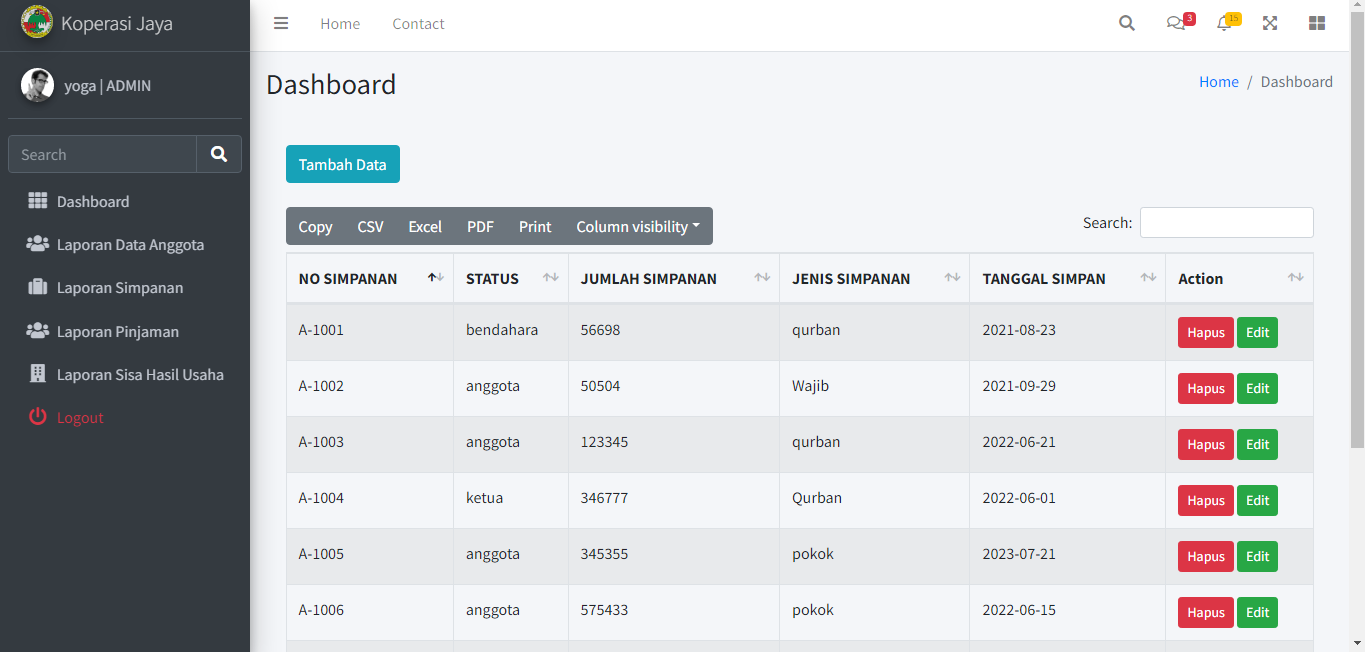 Koperasi Jaya
Home Contact
3 15
yoga | ADMIN
Dashboard
Home / Dashboard
Search
Dashboard
Laporan Data Anggota
Laporan Simpanan
Laporan Pinjaman
Laporan Sisa Hasil Usaha
Logout
Tambah Data
Copy CSV Excel PDF Print Column visibility
Search:
NO SIMPANAN STATUS JUMLAH SIMPANAN JENIS SIMPANAN TANGGAL SIMPAN Action
A-1001 bendahara 56698 qurban 2021-08-23 Hapus Edit
A-1002 anggota 50504 Wajib 2021-09-29 Hapus Edit
A-1003 anggota 123345 qurban 2022-06-21 Hapus Edit
A-1004 ketua 346777 Qurban 2022-06-01 Hapus Edit
A-1005 anggota 345355 pokok 2023-07-21 Hapus Edit
A-1006 anggota 575433 pokok 2022-06-15 Hapus Edit